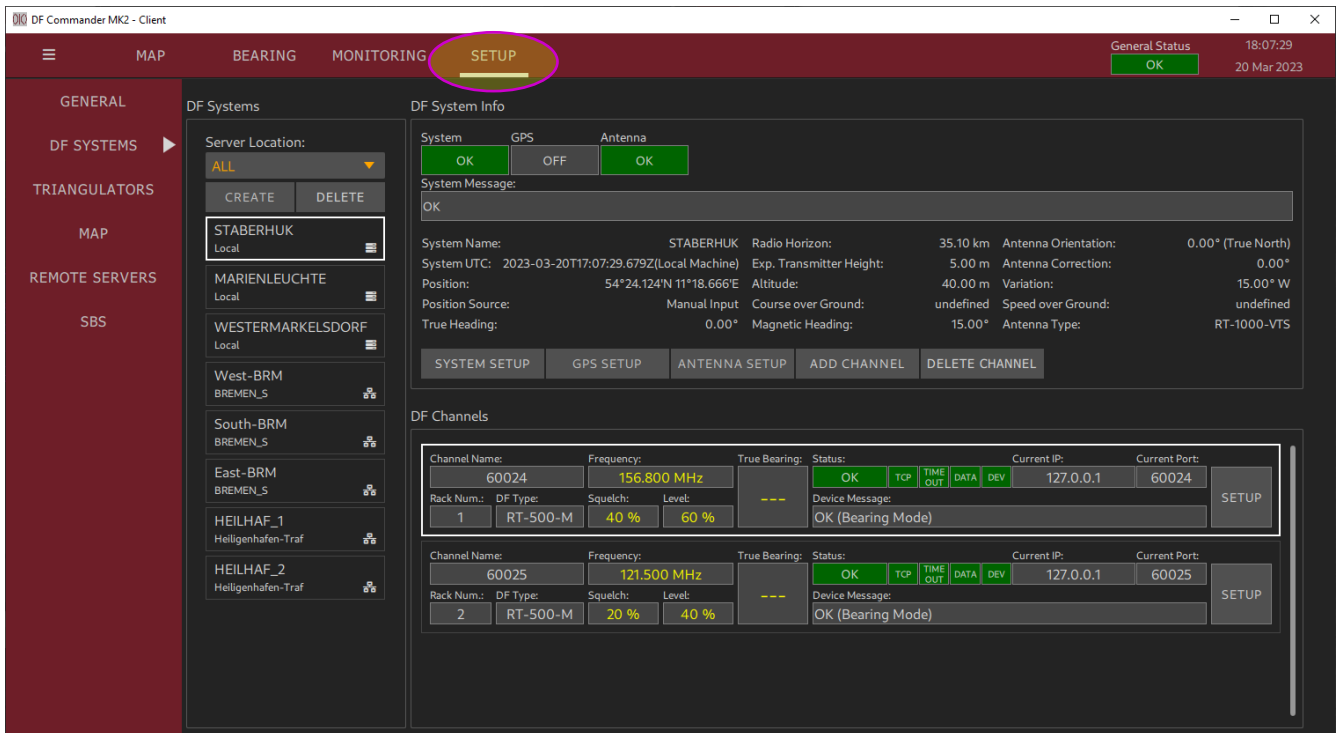 DF Commander MK2 - Client
MAP BEARING MONITORING SETUP
General Status
OK
18:07:29
20 Mar 2023
GENERAL
DF SYSTEMS
TRIANGULATORS
MAP
REMOTE SERVERS
SBS
DF Systems
Server Location:
ALL
CREATE DELETE
STABERHUK
Local
MARIENLEUCHTE
Local
WESTERMARKELSDORF
Local
West-BRM
BREMEN_S
South-BRM
BREMEN_S
East-BRM
BREMEN_S
HEILHAF_1
Heiligenhafen-Traf
HEILHAF_2
Heiligenhafen-Traf
DF System Info
System GPS Antenna
OK OFF OK
System Message:
OK
System Name: STABERHUK Radio Horizon: 35.10 km Antenna Orientation: 0.00° (True North)
System UTC: 2023-03-20T17:07:29.679Z(Local Machine) Exp. Transmitter Height: 5.00 m Antenna Correction: 0.00°
Position: 54°24.124'N 11°18.666'E Altitude: 40.00 m Variation: 15.00° W
Position Source: Manual Input Course over Ground: undefined Speed over Ground: undefined
True Heading: 0.00° Magnetic Heading: 15.00° Antenna Type: RT-1000-VTS
SYSTEM SETUP GPS SETUP ANTENNA SETUP ADD CHANNEL DELETE CHANNEL
DF Channels
Channel Name: Frequency: True Bearing: Status: Current IP: Current Port:
60024 156.800 MHz --- OK TCP TIME OUT DATA DEV 127.0.0.1 60024 SETUP
Rack Num.: DF Type: Squelch: Level: Device Message:
1 RT-500-M 40 % 60 % OK (Bearing Mode)
Channel Name: Frequency: True Bearing: Status: Current IP: Current Port:
60025 121.500 MHz --- OK TCP TIME OUT DATA DEV 127.0.0.1 60025 SETUP
Rack Num.: DF Type: Squelch: Level: Device Message:
2 RT-500-M 20 % 40 % OK (Bearing Mode)